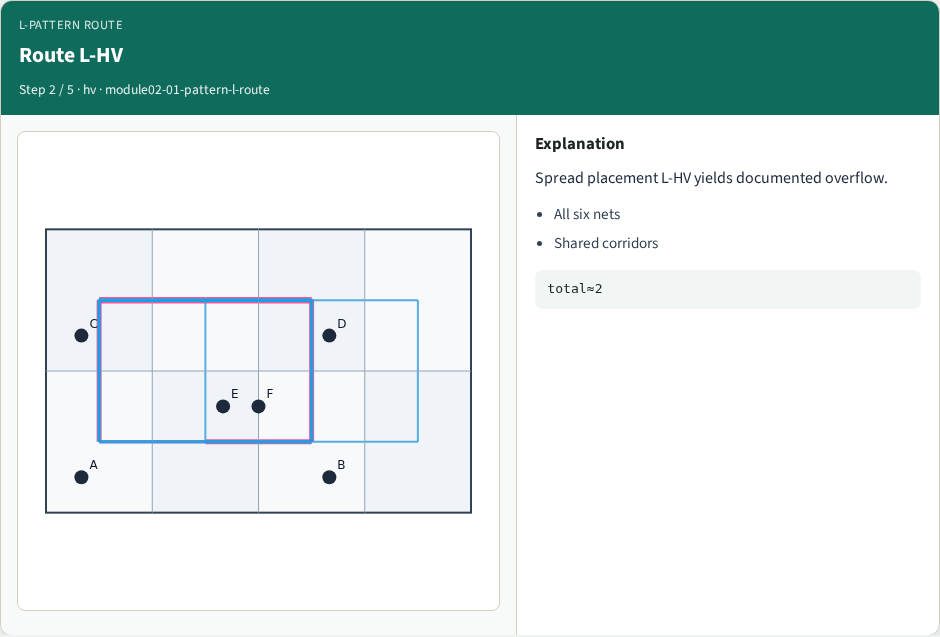 L-PATTERN ROUTE
Route L-HV
Step 2 / 5 · hv · module02-01-pattern-l-route
C
D
E
F
A
B
Explanation
Spread placement L-HV yields documented overflow.
• All six nets
• Shared corridors
total≈2